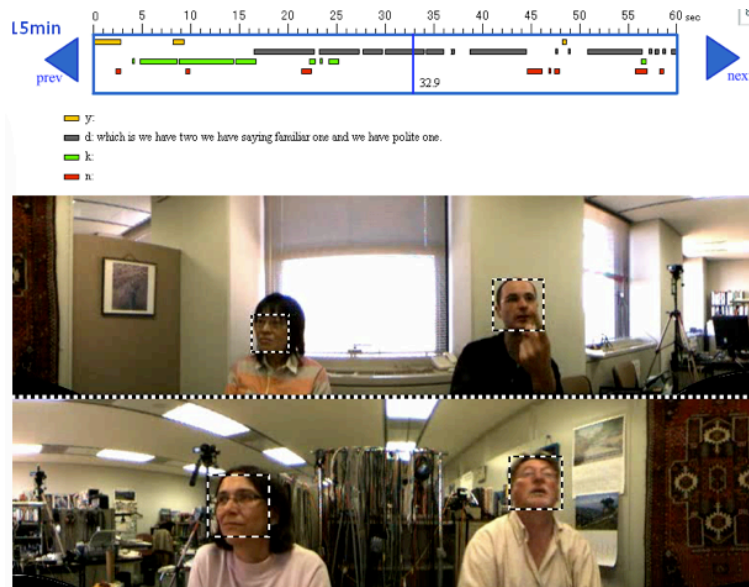 0 5 10 15 20 25 30 35 40 45 50 55 60 sec
L5min
prev
next
32.9
y:
d: which is we have two we have saying familiar one and we have polite one.
k:
n: